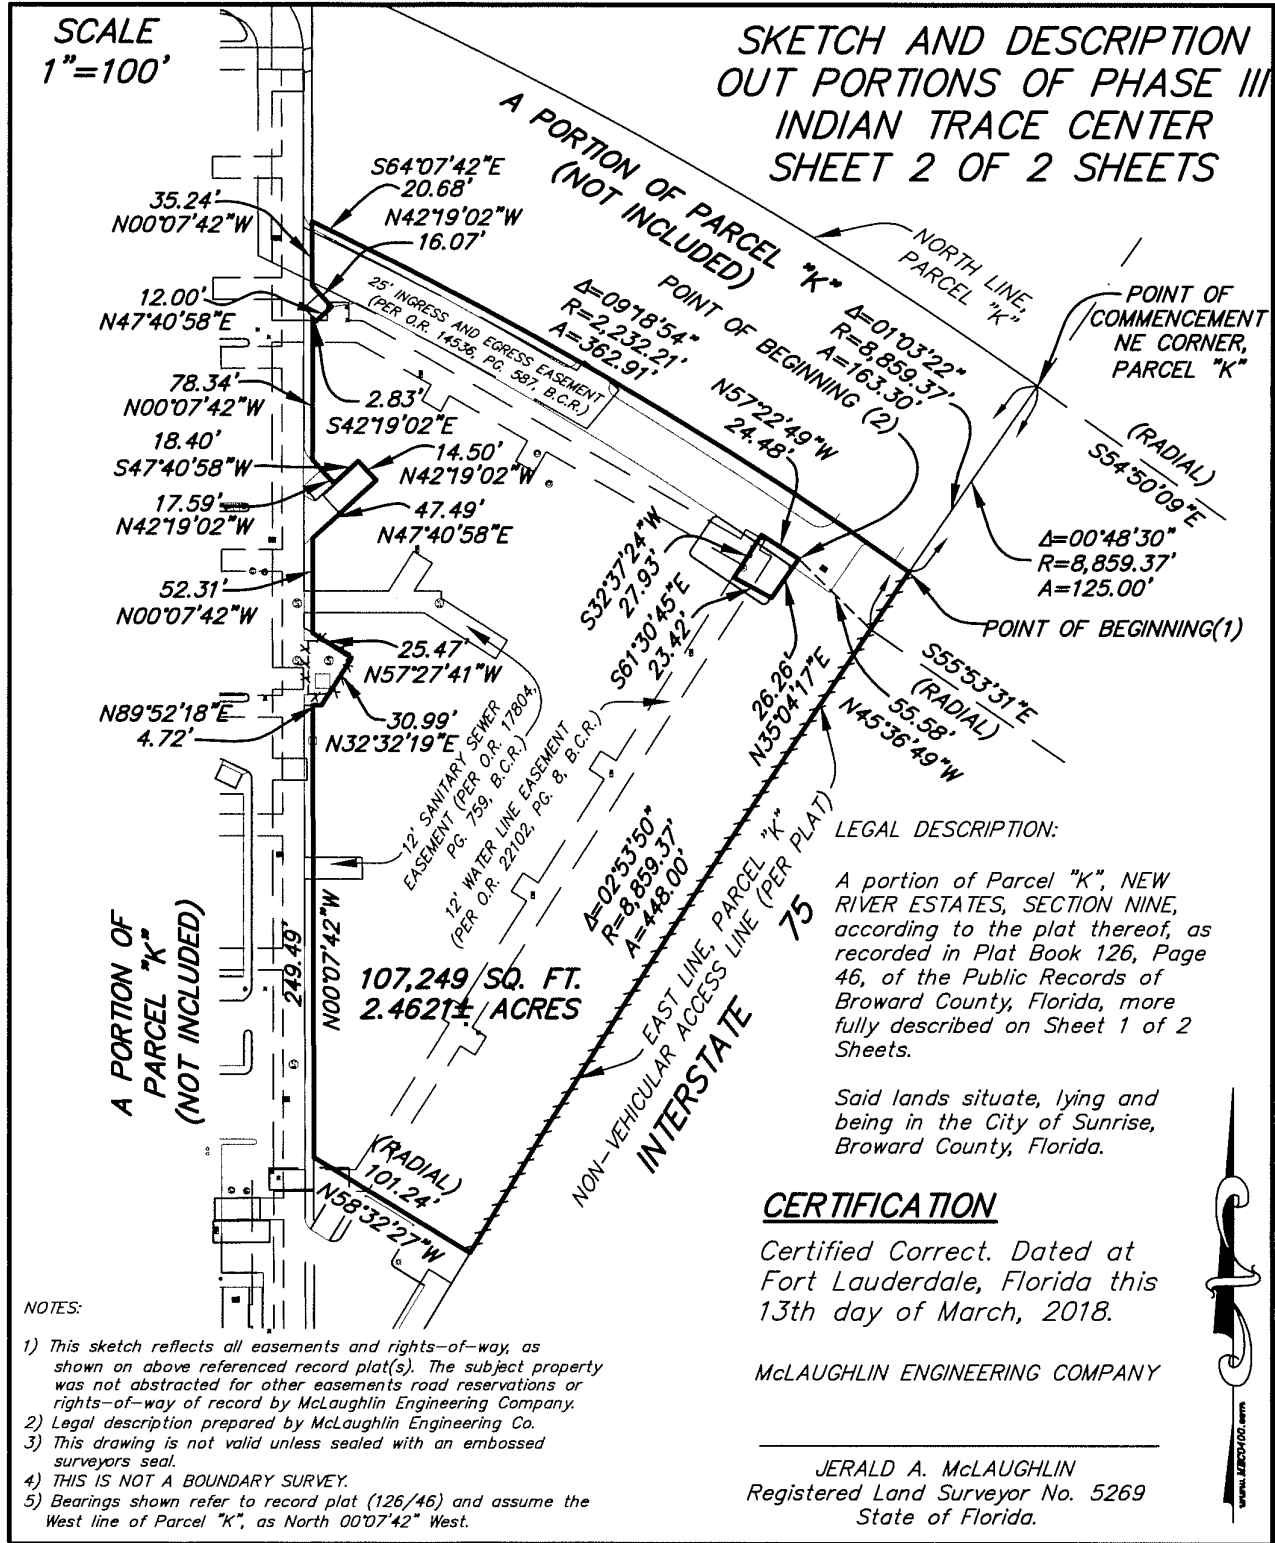 SCALE
1"=100'
SKETCH AND DESCRIPTION
OUT PORTIONS OF PHASE III
INDIAN TRACE CENTER
SHEET 2 OF 2 SHEETS
A PORTION OF PARCEL "K"
(NOT INCLUDED)
NORTH LINE,
PARCEL "K"
S64°07'42"E
20.68'
N42°19'02"W
16.07'
35.24'
N00°07'42"W
12.00'
N47°40'58"E
25' INGRESS AND EGRESS EASEMENT
(PER O.R. 14536, PG. 587, B.C.R.)
Δ=09°18'54"
R=2,232.21'
A=362.91'
POINT OF BEGINNING (2)
Δ=01°03'22"
R=8,859.37'
A=163.30'
POINT OF
COMMENCEMENT
NE CORNER,
PARCEL "K"
N57°22'49"W
24.48'
78.34'
N00°07'42"W
2.83'
S42°19'02"E
18.40'
S47°40'58"W
14.50'
N42°19'02"W
17.59'
N42°19'02"W
47.49'
N47°40'58"E
(RADIAL)
S54°50'09"E
Δ=00°48'30"
R=8,859.37'
A=125.00'
POINT OF BEGINNING(1)
S32°37'24"W
27.93'
S61°30'45"E
23.42'
26.26'
N35°04'17"E
S55°53'31"E
(RADIAL)
55.58'
N45°36'49"W
52.31'
N00°07'42"W
25.47'
N57°27'41"W
N89°52'18"E
4.72'
30.99'
N32°32'19"E
12' SANITARY SEWER
EASEMENT (PER O.R. 17804,
PG. 759, B.C.R.)
12' WATER LINE EASEMENT
(PER O.R. 22102, PG. 8, B.C.R.)
Δ=02°53'50"
R=8,859.37'
A=448.00'
EAST LINE, PARCEL "K"
NON-VEHICULAR ACCESS LINE (PER PLAT)
INTERSTATE 75
A PORTION OF
PARCEL "K"
(NOT INCLUDED)
249.49'
N00°07'42"W
107,249 SQ. FT.
2.4621± ACRES
(RADIAL)
101.24'
N58°32'27"W
LEGAL DESCRIPTION:
A portion of Parcel "K", NEW
RIVER ESTATES, SECTION NINE,
according to the plat thereof, as
recorded in Plat Book 126, Page
46, of the Public Records of
Broward County, Florida, more
fully described on Sheet 1 of 2
Sheets.
Said lands situate, lying and
being in the City of Sunrise,
Broward County, Florida.
CERTIFICATION
Certified Correct. Dated at
Fort Lauderdale, Florida this
13th day of March, 2018.
McLAUGHLIN ENGINEERING COMPANY
JERALD A. McLAUGHLIN
Registered Land Surveyor No. 5269
State of Florida.
www.MECO400.com
NOTES:
1) This sketch reflects all easements and rights-of-way, as
shown on above referenced record plat(s). The subject property
was not abstracted for other easements road reservations or
rights-of-way of record by McLaughlin Engineering Company.
2) Legal description prepared by McLaughlin Engineering Co.
3) This drawing is not valid unless sealed with an embossed
surveyors seal.
4) THIS IS NOT A BOUNDARY SURVEY.
5) Bearings shown refer to record plat (126/46) and assume the
West line of Parcel "K", as North 00°07'42" West.